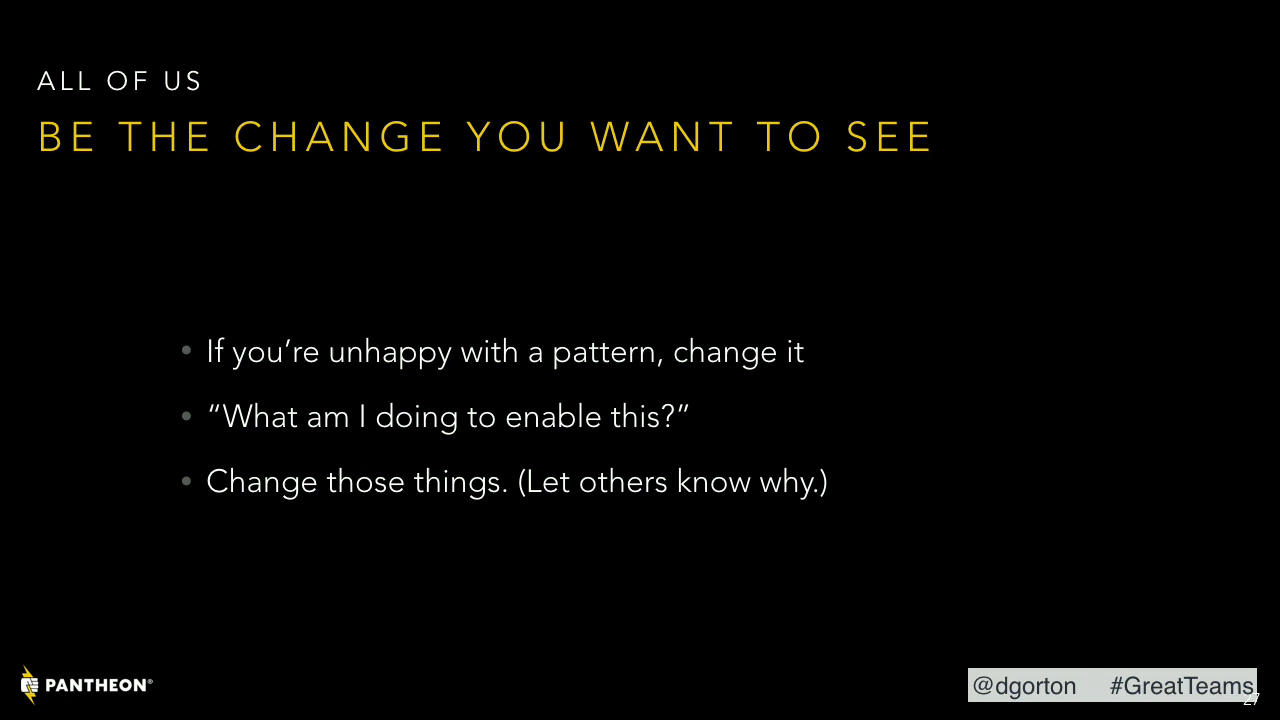 ALL OF US
BE THE CHANGE YOU WANT TO SEE
• If you’re unhappy with a pattern, change it
• “What am I doing to enable this?”
• Change those things. (Let others know why.)
PANTHEON®
@dgorton #GreatTeams
27